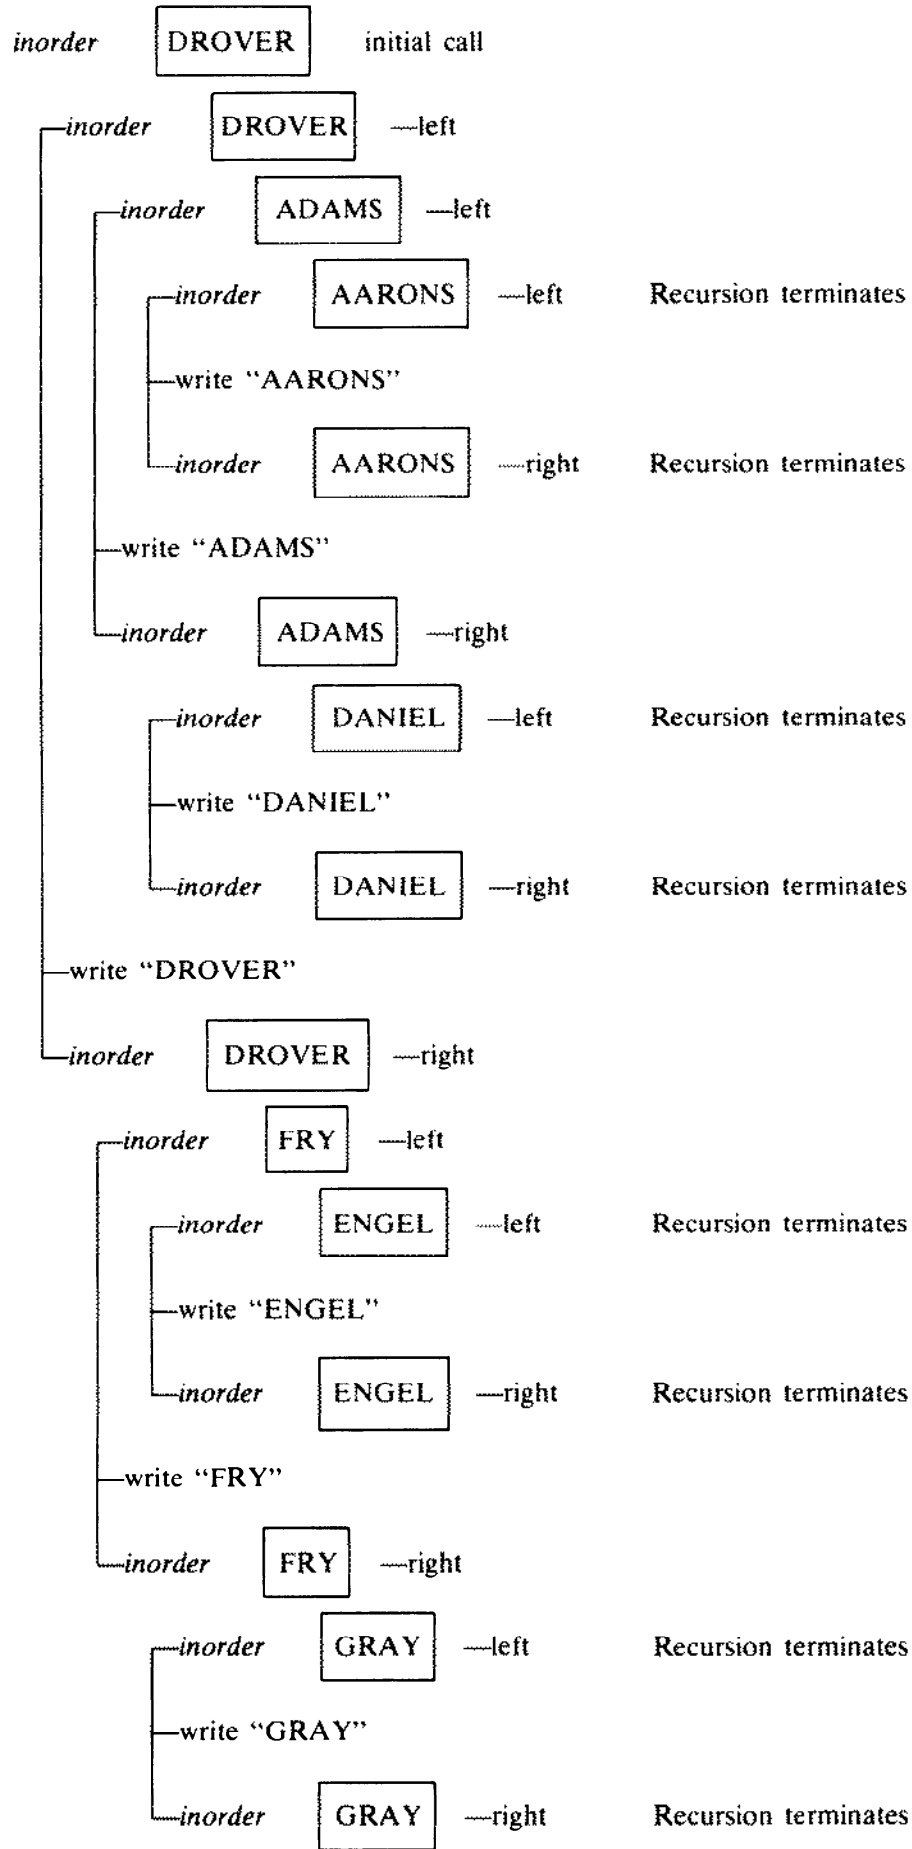 inorder DROVER initial call
inorder DROVER —left
inorder ADAMS —left
inorder AARONS —left Recursion terminates
write “AARONS”
inorder AARONS —right Recursion terminates
write “ADAMS”
inorder ADAMS —right
inorder DANIEL —left Recursion terminates
write “DANIEL”
inorder DANIEL —right Recursion terminates
write “DROVER”
inorder DROVER —right
inorder FRY —left
inorder ENGEL —left Recursion terminates
write “ENGEL”
inorder ENGEL —right Recursion terminates
write “FRY”
inorder FRY —right
inorder GRAY —left Recursion terminates
write “GRAY”
inorder GRAY —right Recursion terminates